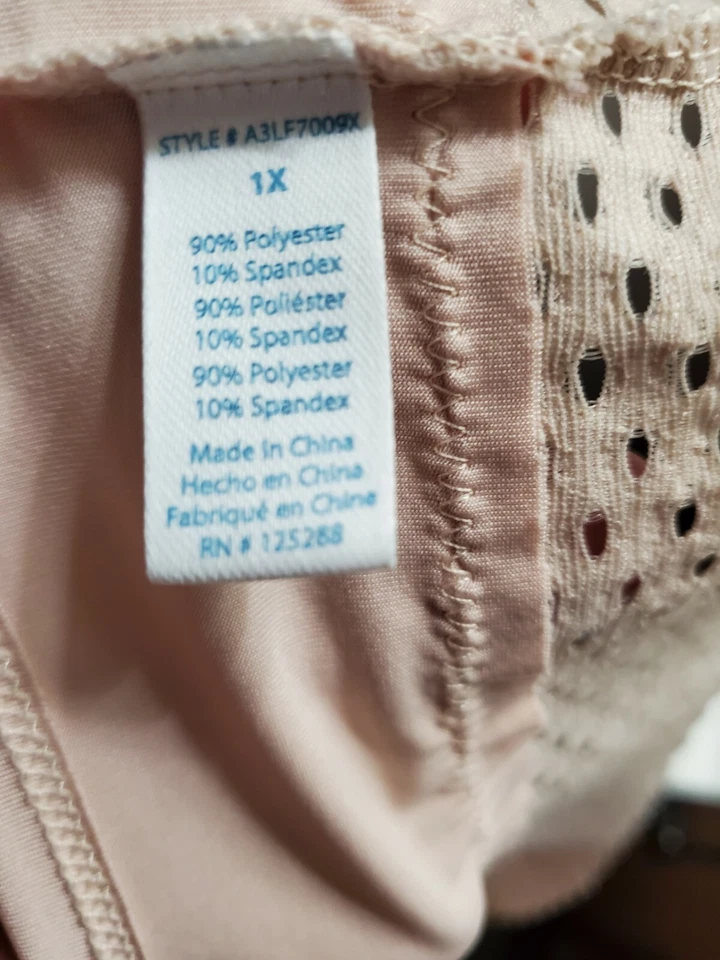 STYLE # A3LF7009X
1X
90% Polyester
10% Spandex
90% Poliéster
10% Spandex
90% Polyester
10% Spandex
Made in China
Hecho en China
Fabriqué en Chine
RN # 125288